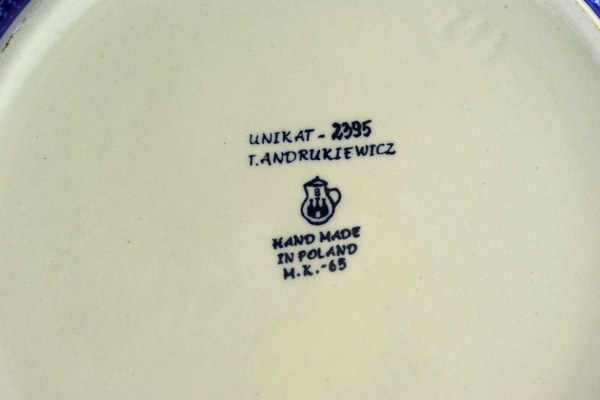 UNIKAT - 2395
T. ANDRUKIEWICZ
B
HAND MADE
IN POLAND
M.K.-65